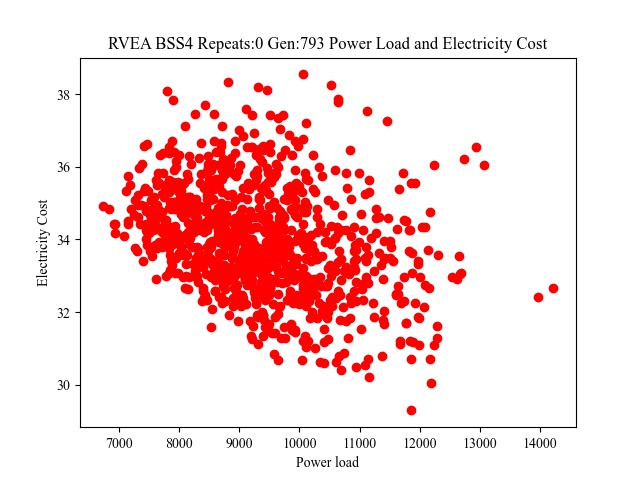 RVEA BSS4 Repeats:0 Gen:793 Power Load and Electricity Cost
38
36
34
32
30
Electricity Cost
7000 8000 9000 10000 11000 12000 13000 14000
Power load